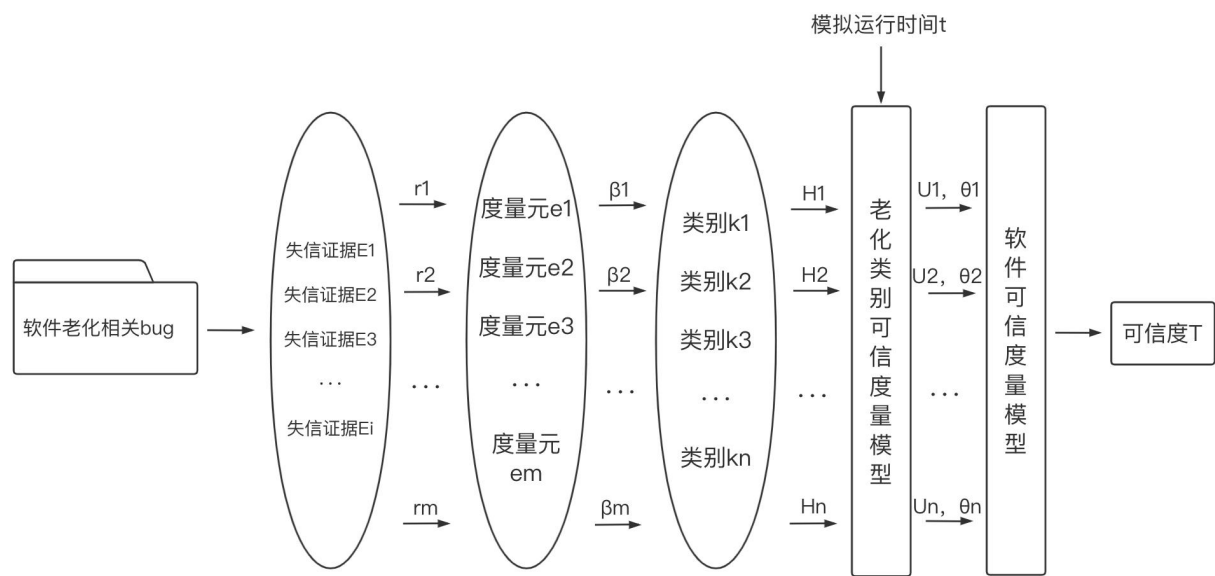 模拟运行时间t
软件老化相关bug
失信证据E1
失信证据E2
失信证据E3
...
失信证据Ei
r1
r2
...
rm
度量元e1
度量元e2
度量元e3
...
度量元
em
β1
β2
...
βm
类别k1
类别k2
类别k3
...
类别kn
H1
H2
...
Hn
老化类别可信度量模型
U1，θ1
U2，θ2
...
Un，θn
软件可信度量模型
可信度T